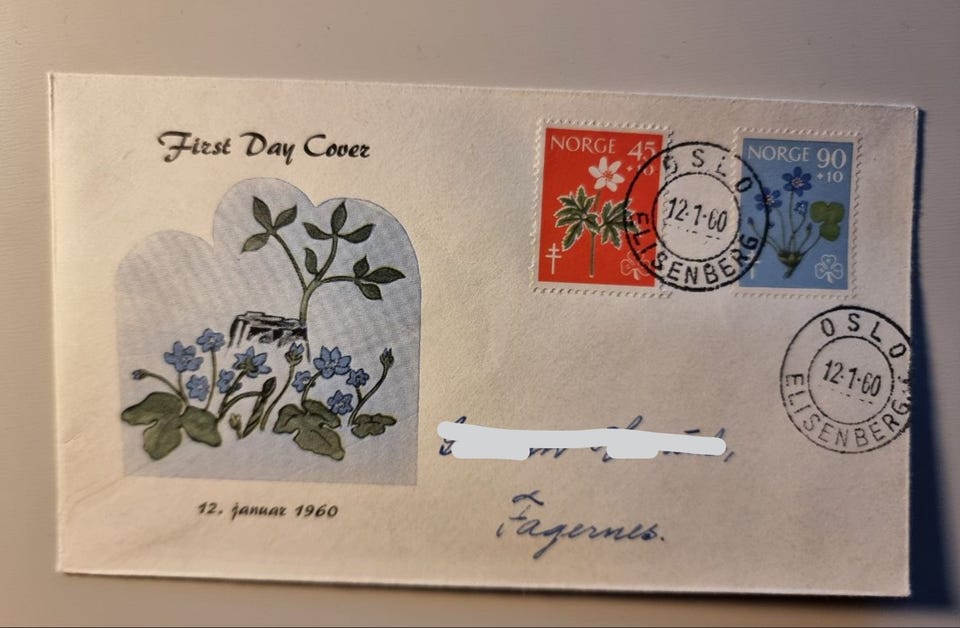 First Day Cover
12. januar 1960
NORGE 45
+10
NORGE 90
+10
OSLO
12·1·60
ELISENBERG
OSLO
12·1·60
ELISENBERG
Fagernes.